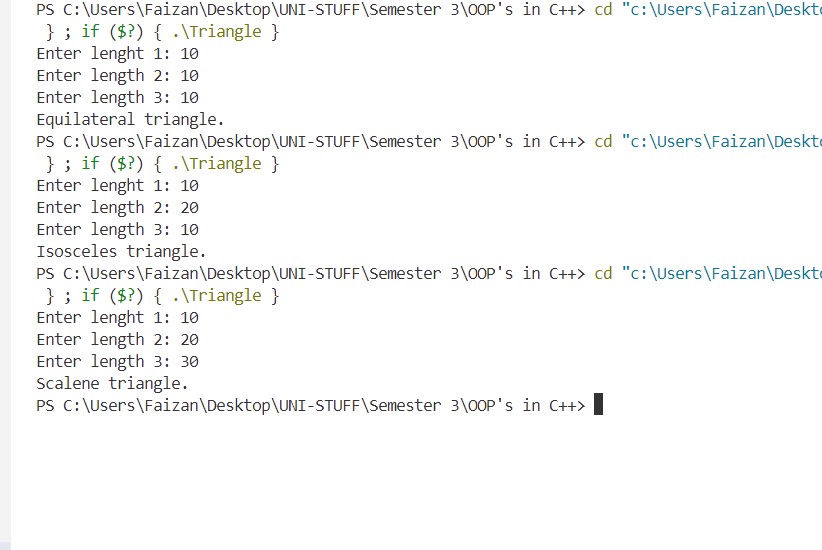 PS C:\Users\Faizan\Desktop\UNI-STUFF\Semester 3\OOP's in C++> cd "c:\Users\Faizan\Deskto
} ; if ($?) { .\Triangle }
Enter lenght 1: 10
Enter length 2: 10
Enter length 3: 10
Equilateral triangle.
PS C:\Users\Faizan\Desktop\UNI-STUFF\Semester 3\OOP's in C++> cd "c:\Users\Faizan\Deskto
} ; if ($?) { .\Triangle }
Enter lenght 1: 10
Enter length 2: 20
Enter length 3: 10
Isosceles triangle.
PS C:\Users\Faizan\Desktop\UNI-STUFF\Semester 3\OOP's in C++> cd "c:\Users\Faizan\Deskto
} ; if ($?) { .\Triangle }
Enter lenght 1: 10
Enter length 2: 20
Enter length 3: 30
Scalene triangle.
PS C:\Users\Faizan\Desktop\UNI-STUFF\Semester 3\OOP's in C++>